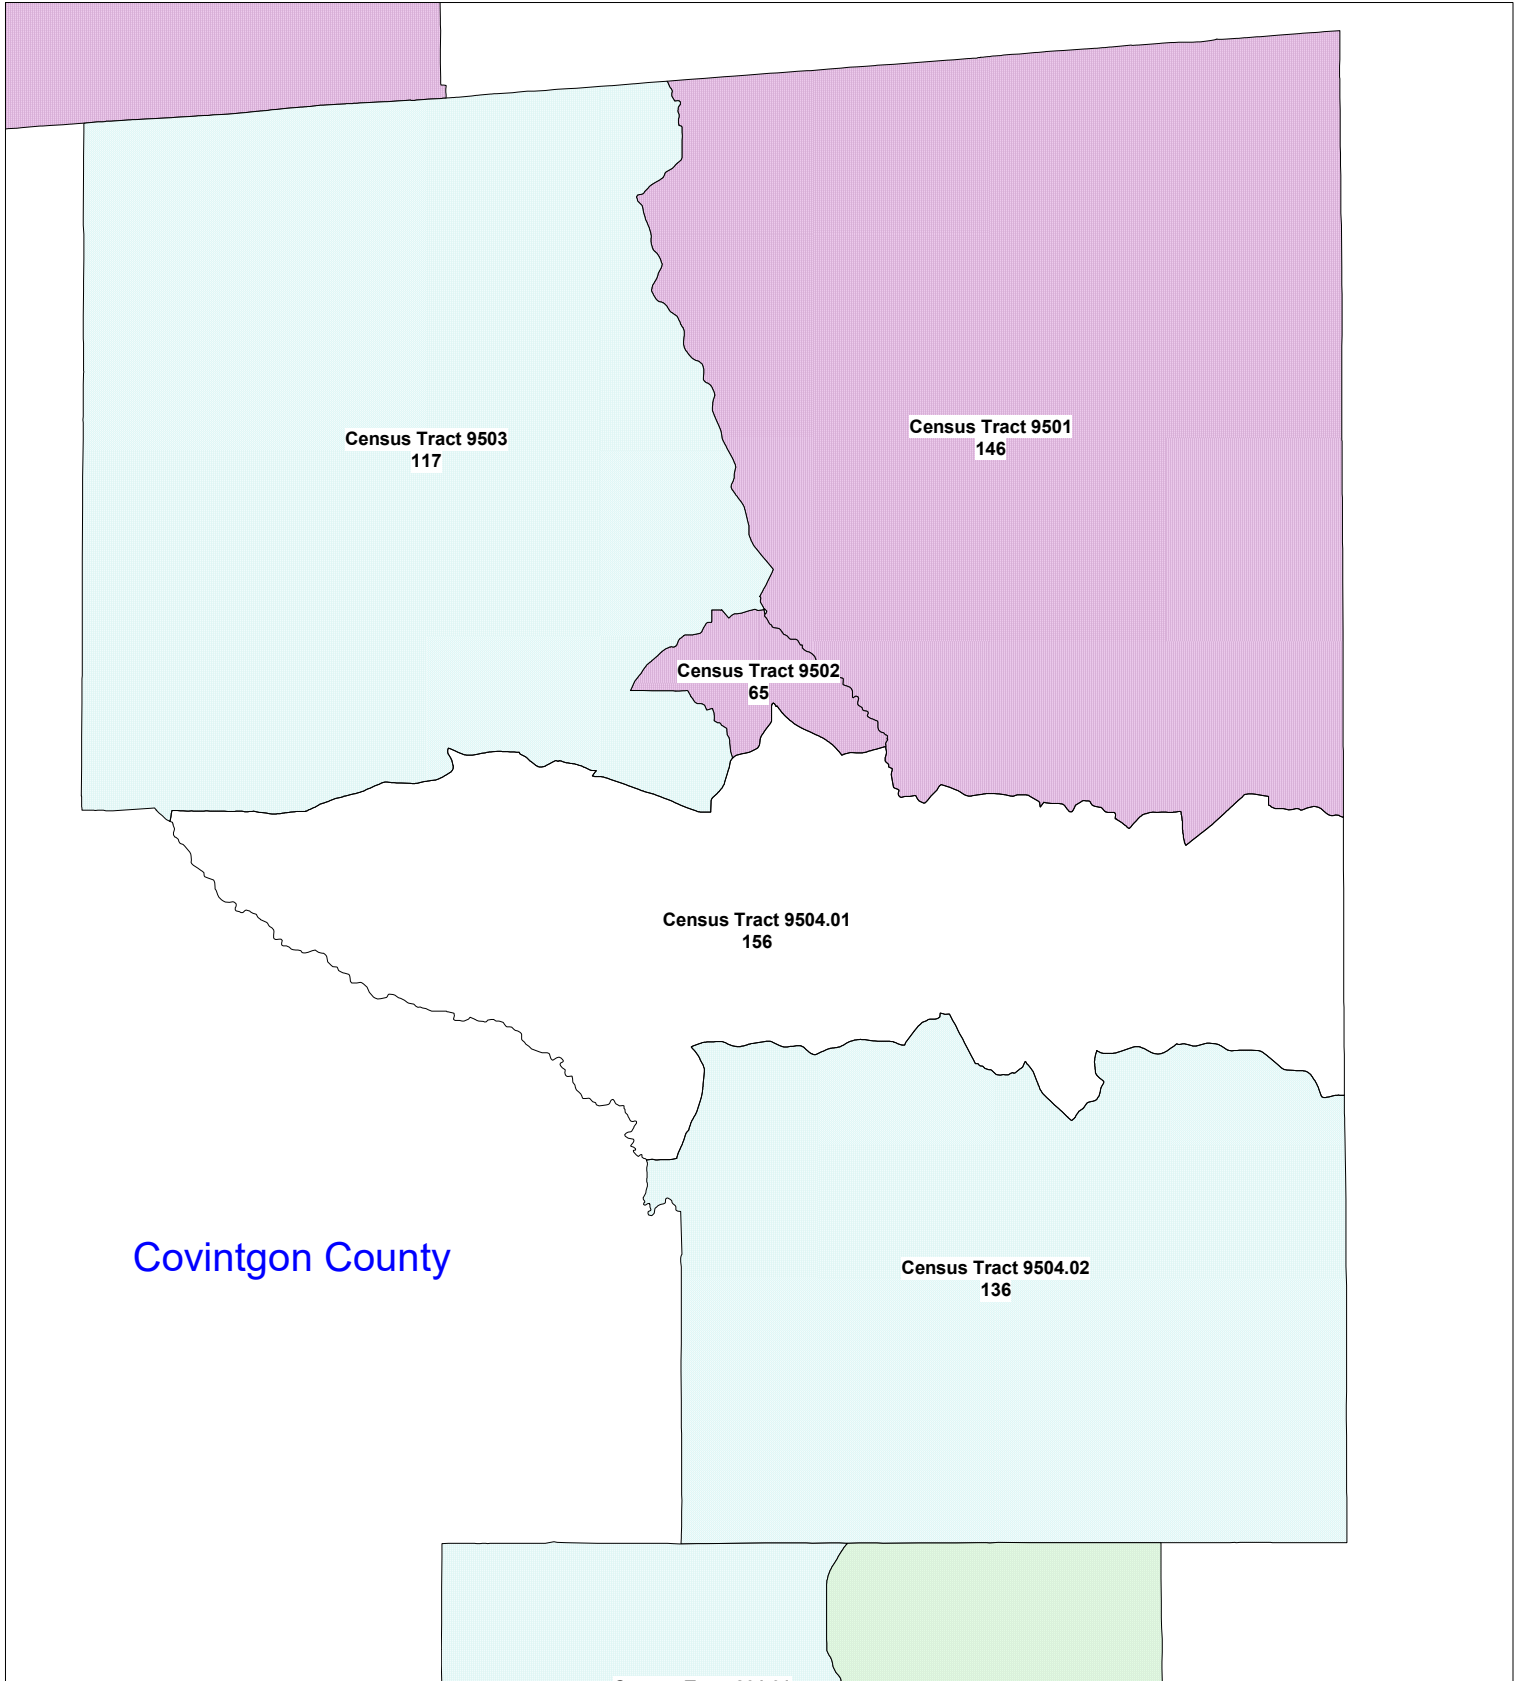 Census Tract 9501
146
Census Tract 9503
117
Census Tract 9502
65
Census Tract 9504.01
156
Covintgon County
Census Tract 9504.02
136